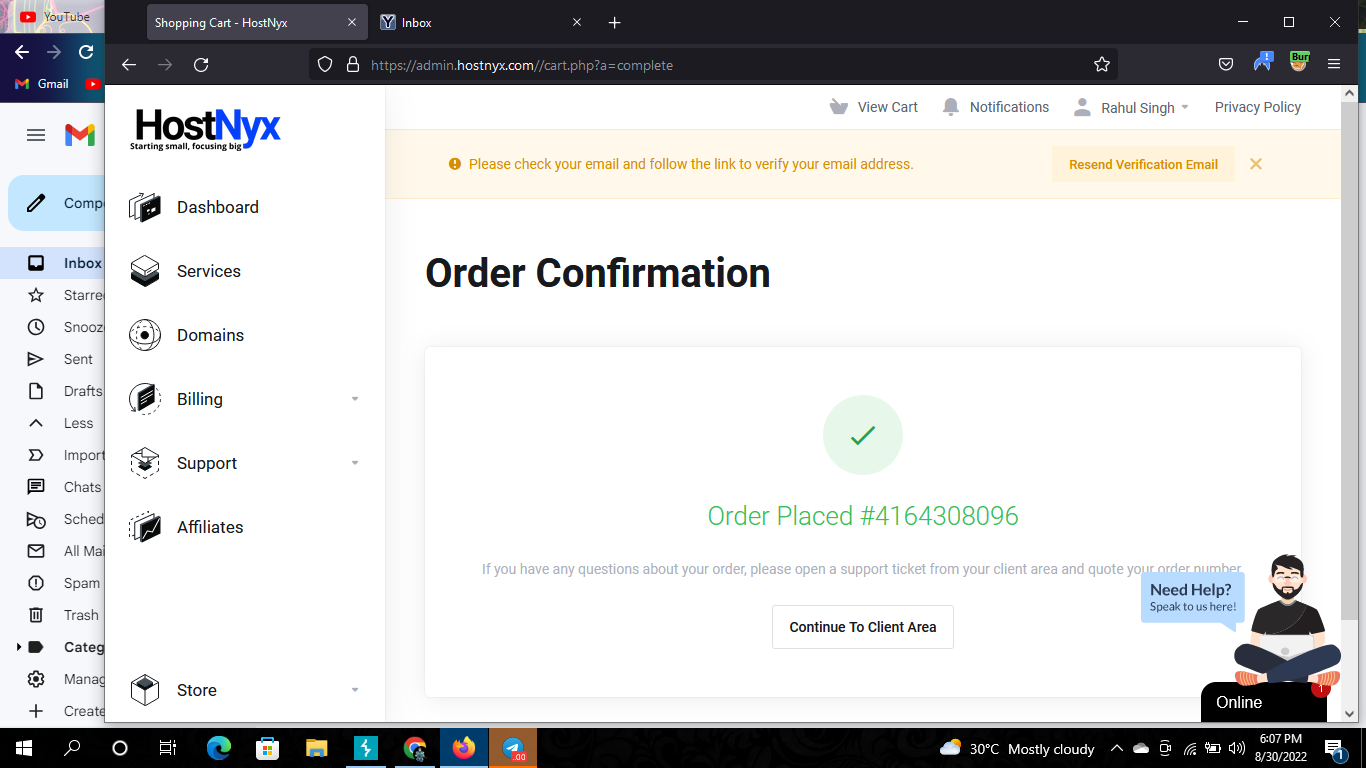 YouTube
Shopping Cart - HostNyx
Inbox
https://admin.hostnyx.com//cart.php?a=complete
Bur
Gmail
HostNyx
Starting small, focusing big
View Cart
Notifications
Rahul Singh
Privacy Policy
Please check your email and follow the link to verify your email address.
Resend Verification Email
Comp
Inbox
Starre
Snooz
Sent
Drafts
Less
Import
Chats
Sched
All Mai
Spam
Trash
Categ
Manag
Create
Dashboard
Services
Domains
Billing
Support
Affiliates
Store
Order Confirmation
Order Placed #4164308096
If you have any questions about your order, please open a support ticket from your client area and quote your order number.
Continue To Client Area
Need Help?
Speak to us here!
1
Online
.00
30°C Mostly cloudy
6:07 PM
8/30/2022
1